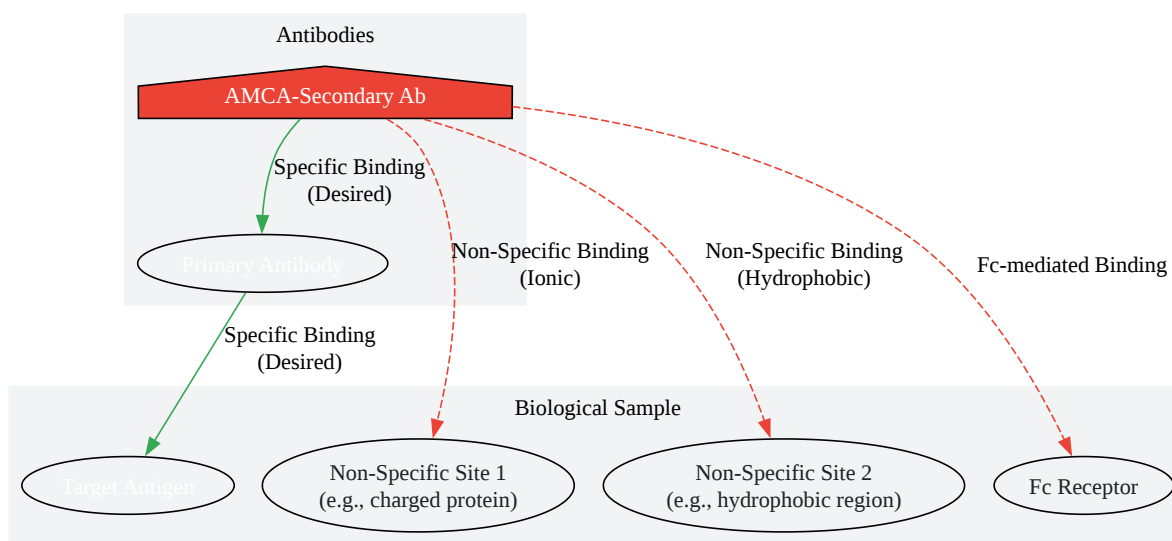 Antibodies
AMCA-Secondary Ab
Specific Binding
(Desired)
Primary Antibody
Non-Specific Binding
(Ionic)
Non-Specific Binding
(Hydrophobic)
Fc-mediated Binding
Specific Binding
(Desired)
Biological Sample
Target Antigen
Non-Specific Site 1
(e.g., charged protein)
Non-Specific Site 2
(e.g., hydrophobic region)
Fc Receptor